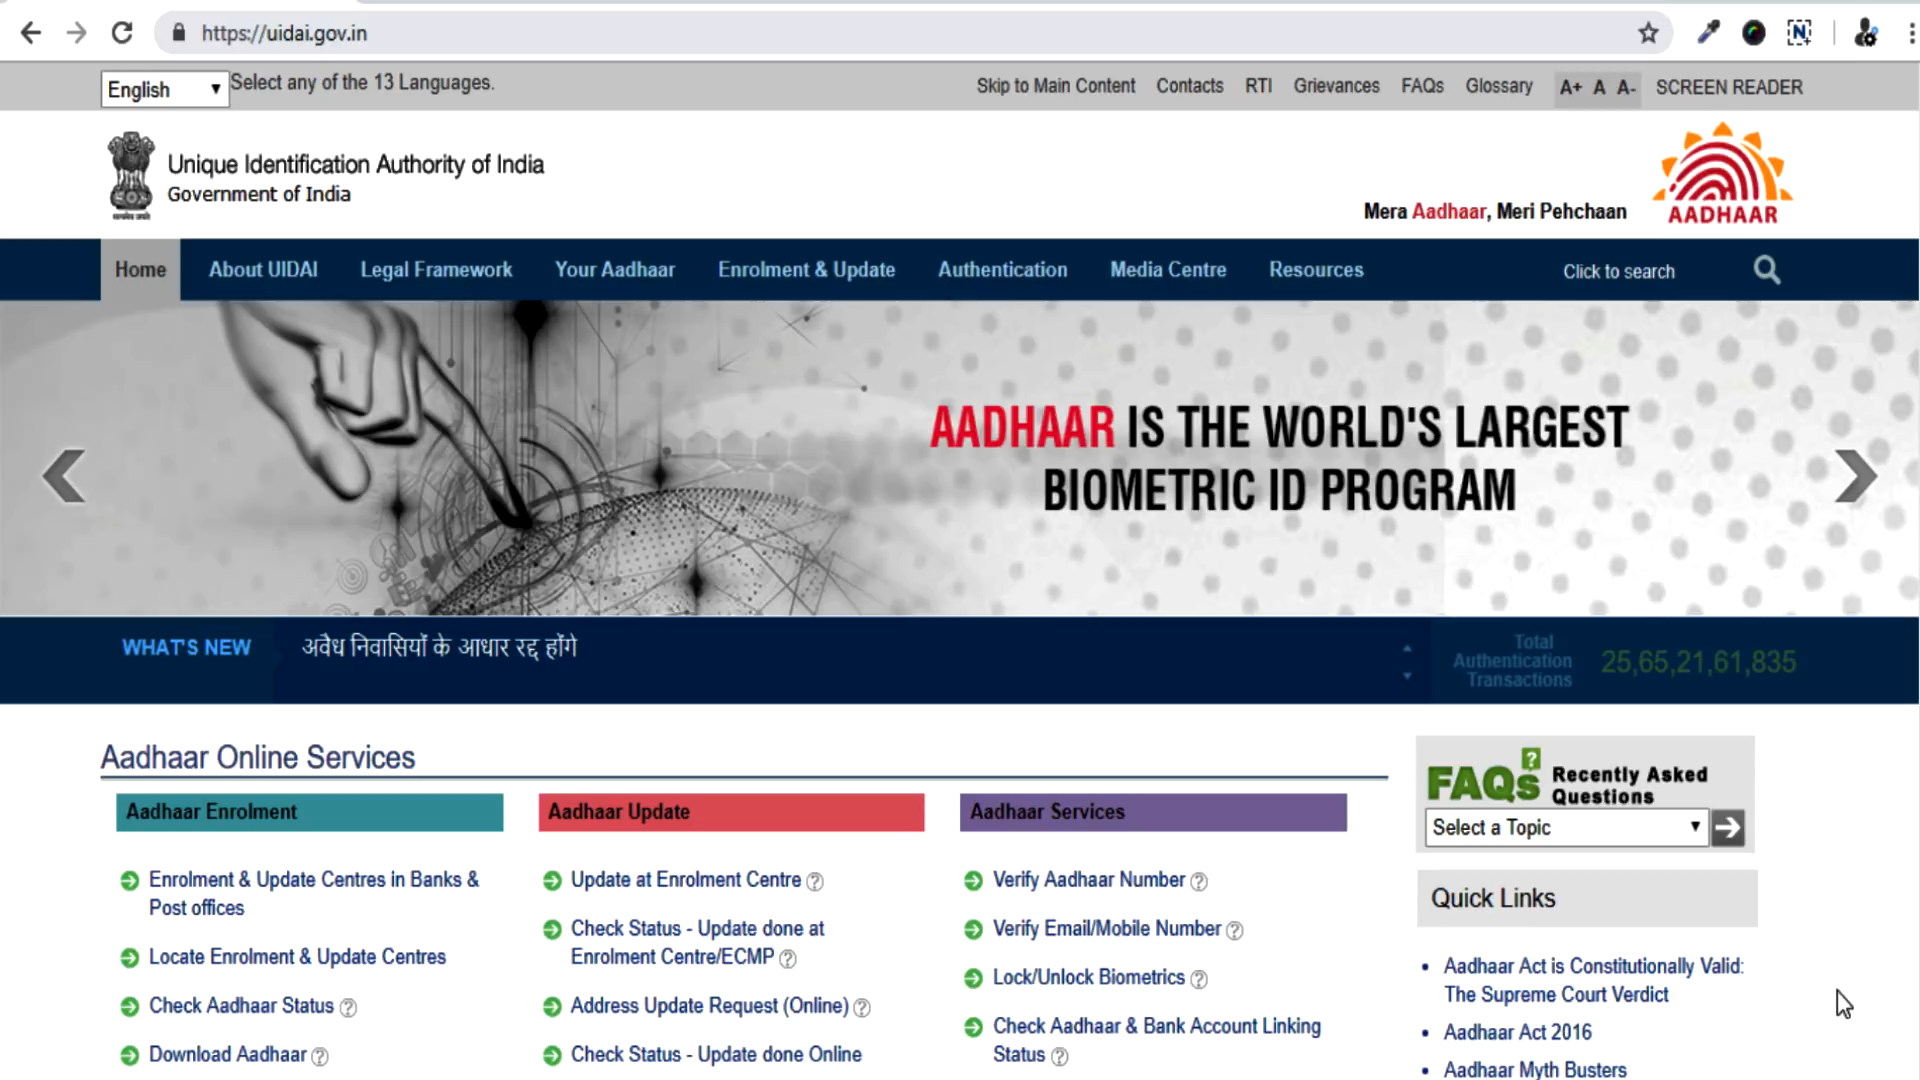 https://uidai.gov.in
English
Select any of the 13 Languages.
Skip to Main Content Contacts RTI Grievances FAQs Glossary A+ A A- SCREEN READER
Unique Identification Authority of India
Government of India
Mera Aadhaar, Meri Pehchaan
AADHAAR
Home About UIDAI Legal Framework Your Aadhaar Enrolment & Update Authentication Media Centre Resources Click to search
AADHAAR IS THE WORLD'S LARGEST
BIOMETRIC ID PROGRAM
WHAT'S NEW
अवैध निवासियों के आधार रद्द होंगे
Total
Authentication
Transactions
25,65,21,61,835
Aadhaar Online Services
Aadhaar Enrolment
Enrolment & Update Centres in Banks &
Post offices
Locate Enrolment & Update Centres
Check Aadhaar Status ?
Download Aadhaar ?
Aadhaar Update
Update at Enrolment Centre ?
Check Status - Update done at
Enrolment Centre/ECMP ?
Address Update Request (Online) ?
Check Status - Update done Online
Aadhaar Services
Verify Aadhaar Number ?
Verify Email/Mobile Number ?
Lock/Unlock Biometrics ?
Check Aadhaar & Bank Account Linking
Status ?
FAQs ? Recently Asked
Questions
Select a Topic
Quick Links
Aadhaar Act is Constitutionally Valid:
The Supreme Court Verdict
Aadhaar Act 2016
Aadhaar Myth Busters